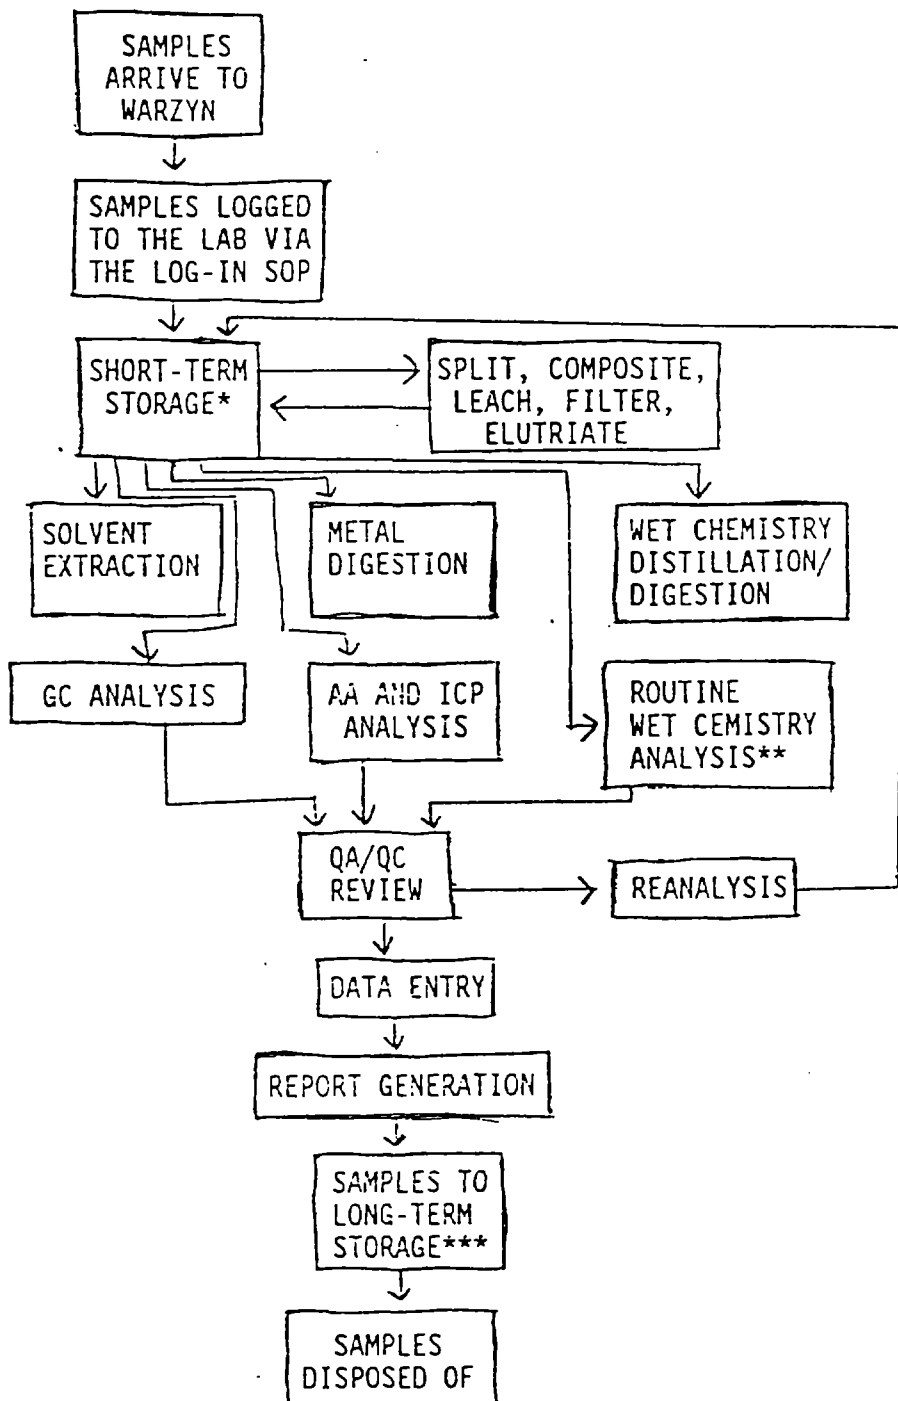 SAMPLES
ARRIVE TO
WARZYN
SAMPLES LOGGED
TO THE LAB VIA
THE LOG-IN SOP
SHORT-TERM
STORAGE*
SPLIT, COMPOSITE,
LEACH, FILTER,
ELUTRIATE
SOLVENT
EXTRACTION
METAL
DIGESTION
WET CHEMISTRY
DISTILLATION/
DIGESTION
GC ANALYSIS
AA AND ICP
ANALYSIS
ROUTINE
WET CEMISTRY
ANALYSIS**
QA/QC
REVIEW
REANALYSIS
DATA ENTRY
REPORT GENERATION
SAMPLES TO
LONG-TERM
STORAGE***
SAMPLES
DISPOSED OF